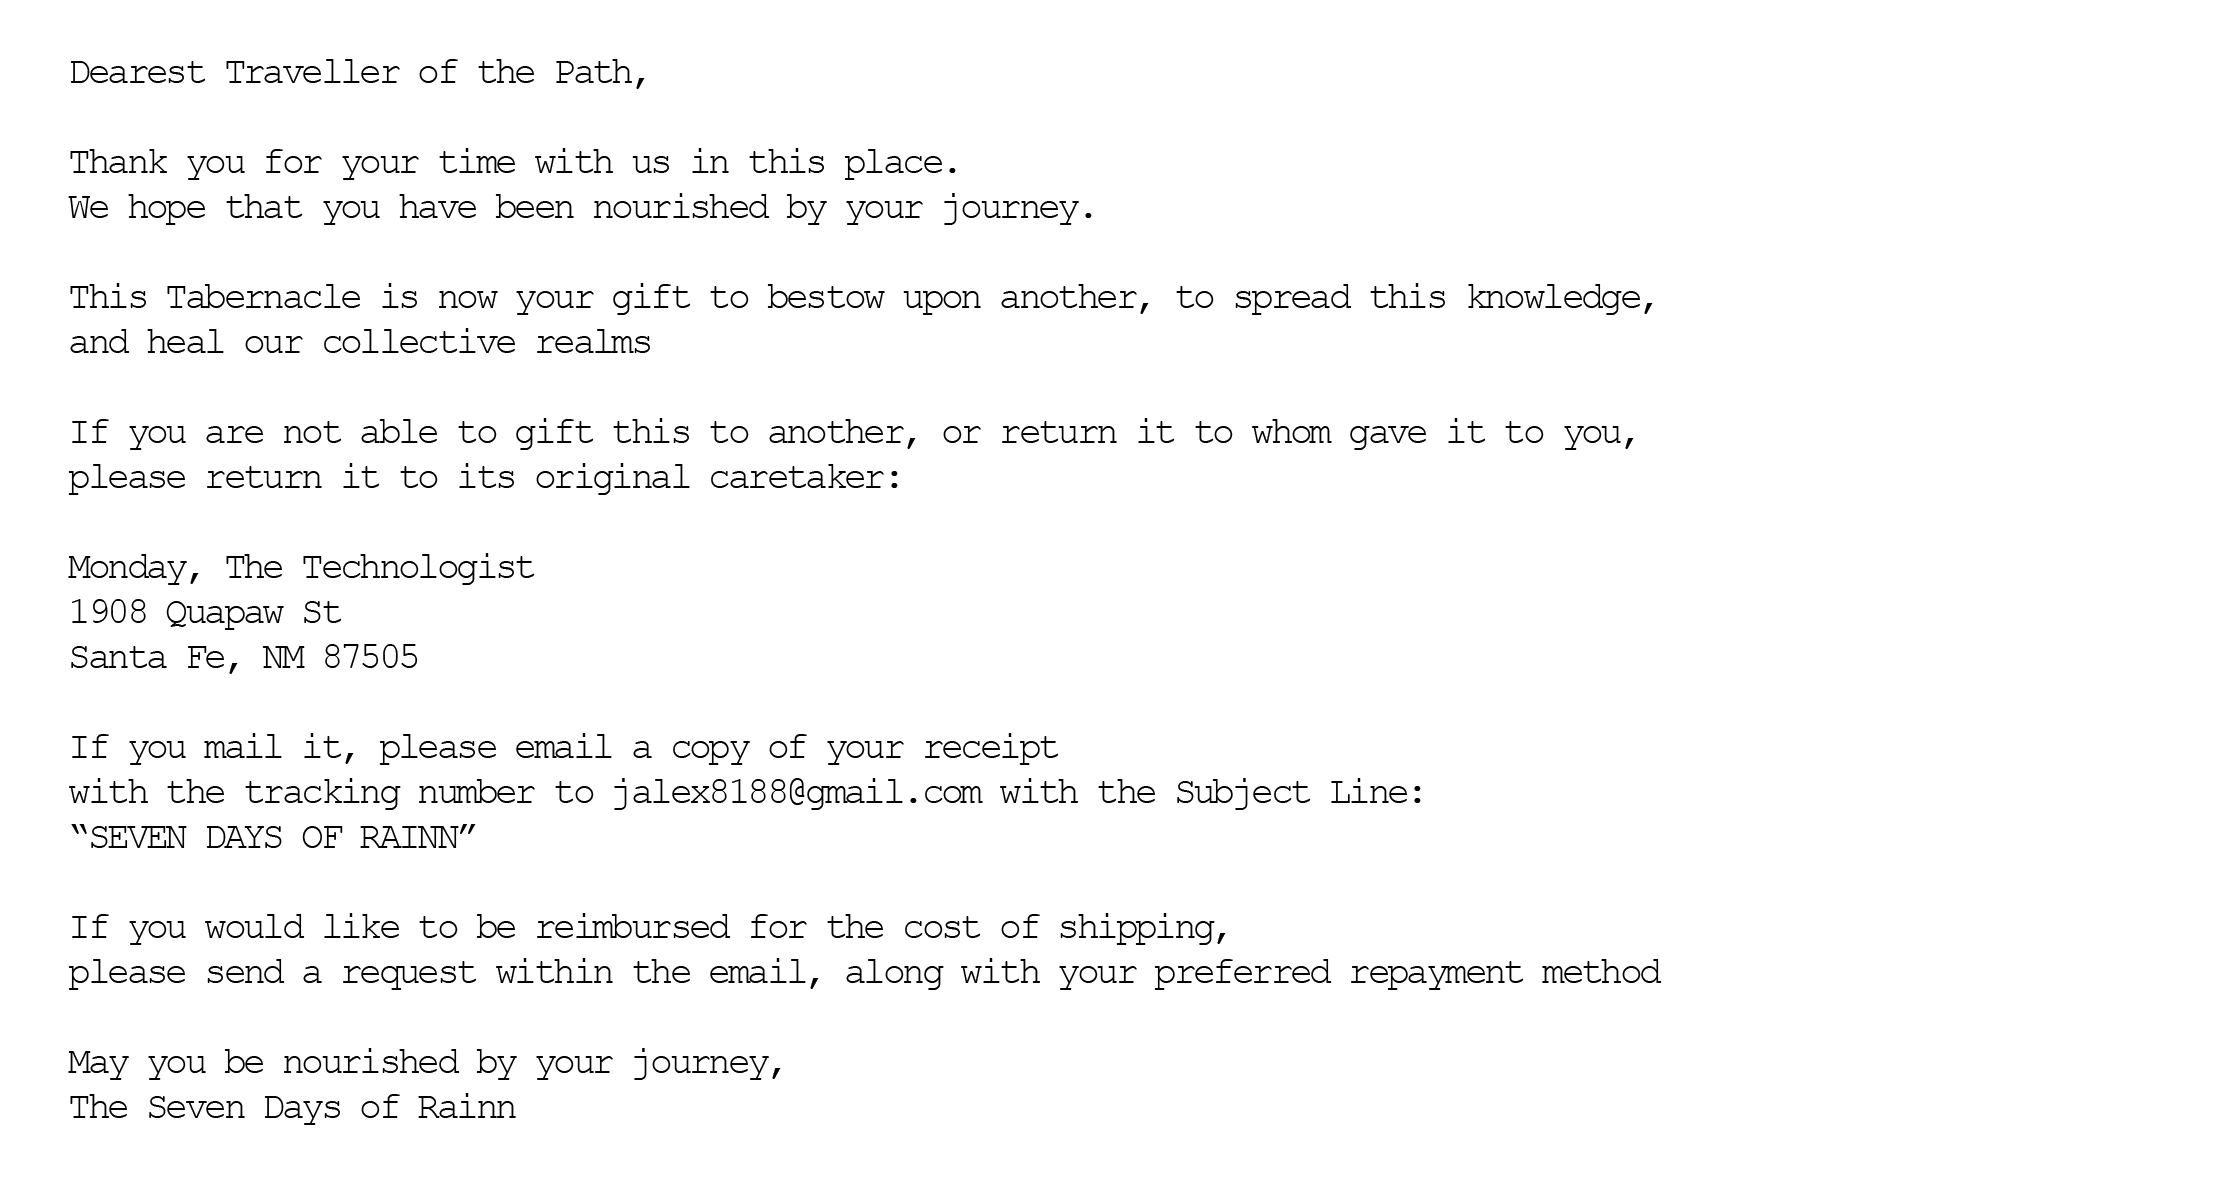 Dearest Traveller of the Path,
Thank you for your time with us in this place.
We hope that you have been nourished by your journey.
This Tabernacle is now your gift to bestow upon another, to spread this knowledge,
and heal our collective realms
If you are not able to gift this to another, or return it to whom gave it to you,
please return it to its original caretaker:
Monday, The Technologist
1908 Quapaw St
Santa Fe, NM 87505
If you mail it, please email a copy of your receipt
with the tracking number to jalex8188@gmail.com with the Subject Line:
“SEVEN DAYS OF RAINN”
If you would like to be reimbursed for the cost of shipping,
please send a request within the email, along with your preferred repayment method
May you be nourished by your journey,
The Seven Days of Rainn